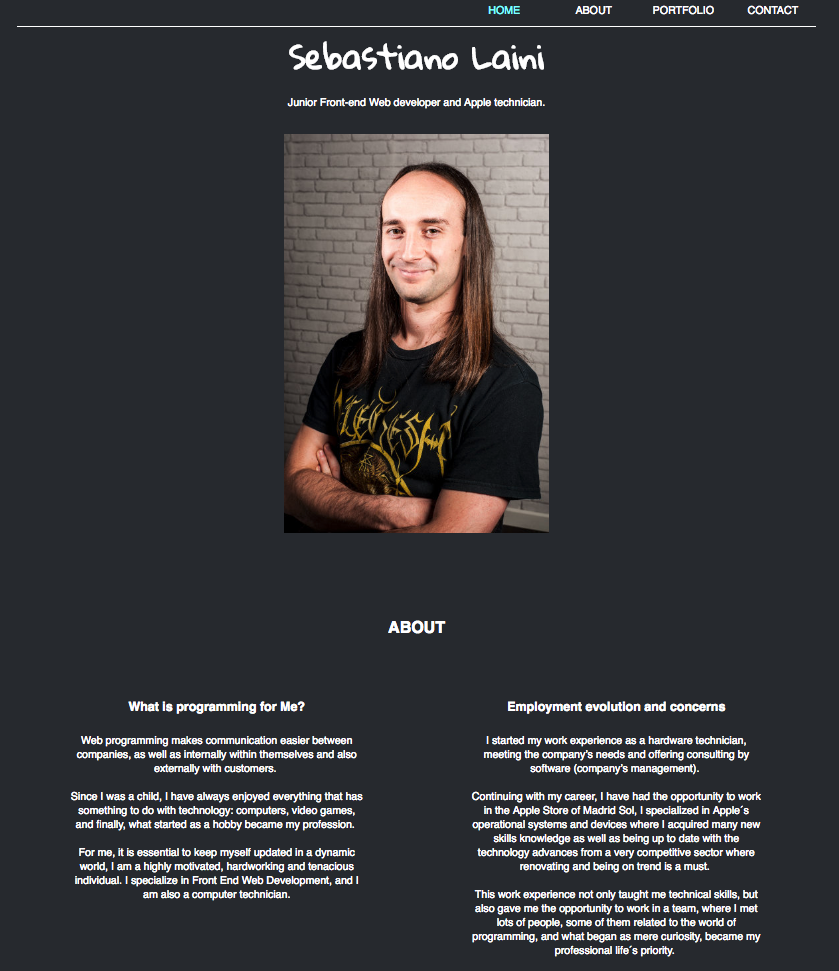 HOME ABOUT PORTFOLIO CONTACT
Sebastiano Laini
Junior Front-end Web developer and Apple technician.
ABOUT
What is programming for Me?
Web programming makes communication easier between
companies, as well as internally within themselves and also
externally with customers.
Since I was a child, I have always enjoyed everything that has
something to do with technology: computers, video games,
and finally, what started as a hobby became my profession.
For me, it is essential to keep myself updated in a dynamic
world, I am a highly motivated, hardworking and tenacious
individual. I specialize in Front End Web Development, and I
am also a computer technician.
Employment evolution and concerns
I started my work experience as a hardware technician,
meeting the company's needs and offering consulting by
software (company's management).
Continuing with my career, I have had the opportunity to work
in the Apple Store of Madrid Sol, I specialized in Apple´s
operational systems and devices where I acquired many new
skills knowledge as well as being up to date with the
technology advances from a very competitive sector where
renovating and being on trend is a must.
This work experience not only taught me technical skills, but
also gave me the opportunity to work in a team, where I met
lots of people, some of them related to the world of
programming, and what began as mere curiosity, became my
professional life´s priority.